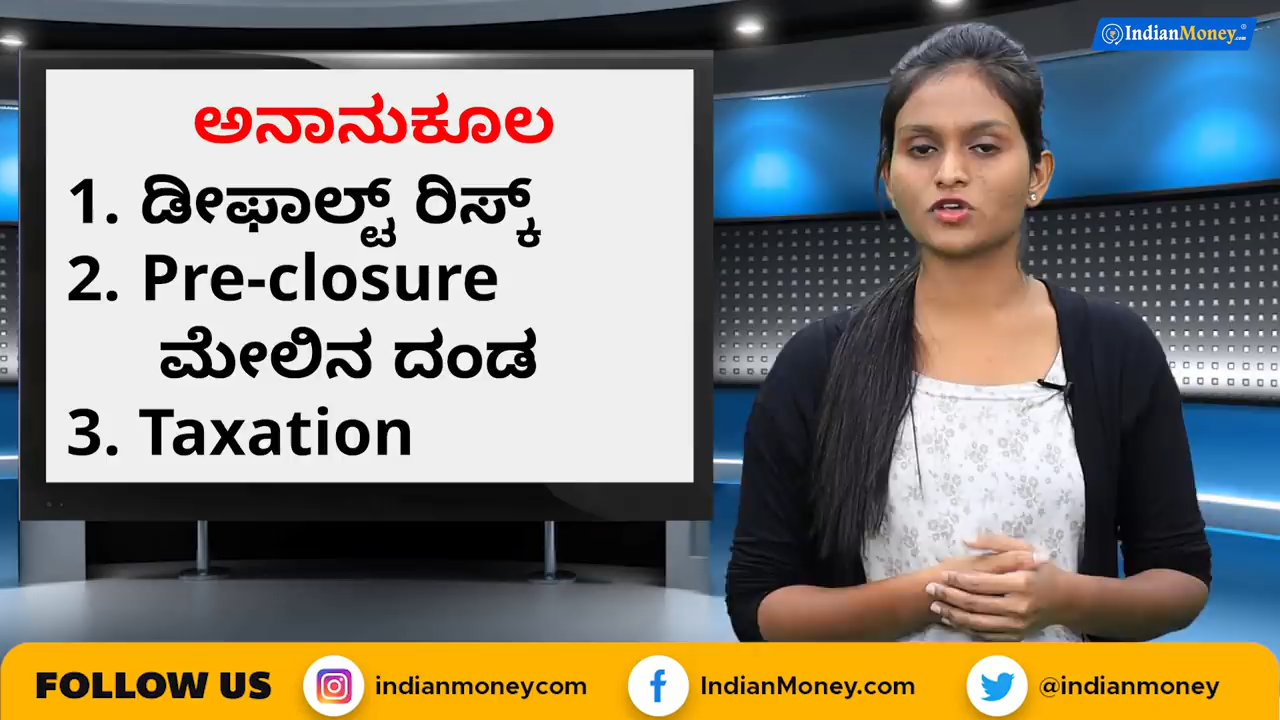 IndianMoney.com
ಅನಾನುಕೂಲ
1. ಡೀಫಾಲ್ಟ್ ರಿಸ್ಕ್
2. Pre-closure
ಮೇಲಿನ ದಂಡ
3. Taxation
FOLLOW US indianmoneycom IndianMoney.com @indianmoney